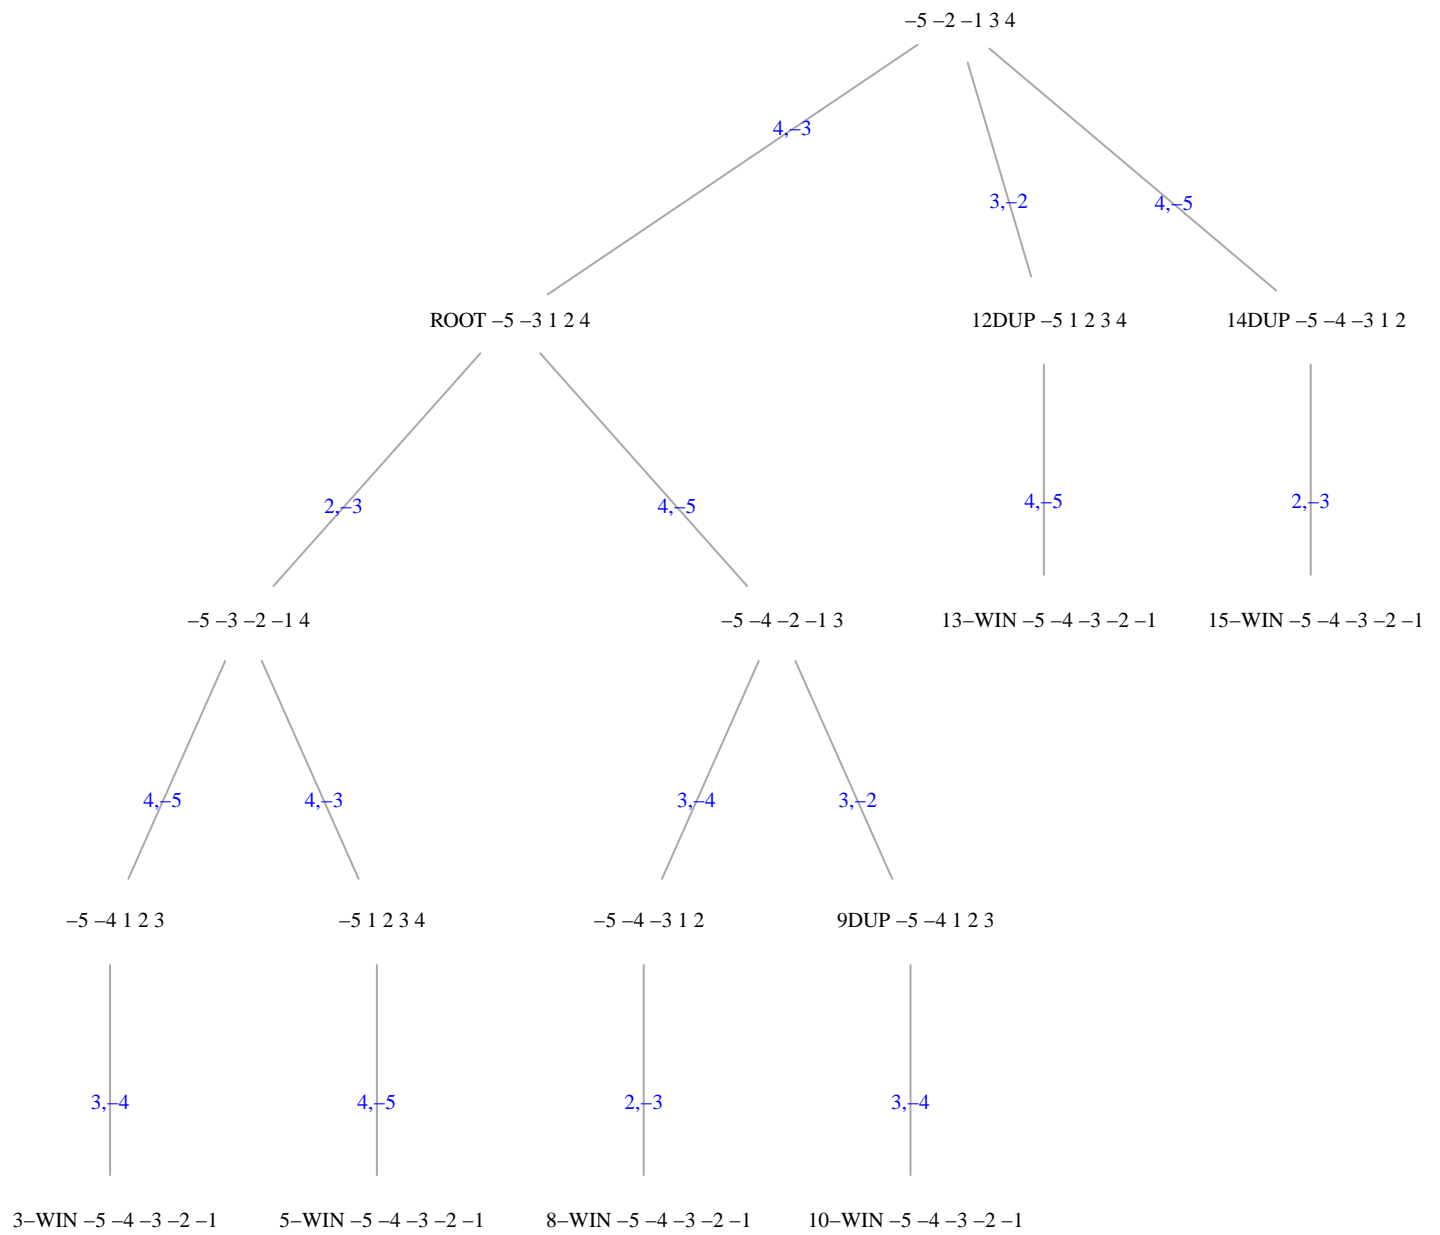 −5 −2 −1 3 4
4,−3
3,−2
4,−5
ROOT −5 −3 1 2 4
12DUP −5 1 2 3 4
14DUP −5 −4 −3 1 2
2,−3
4,−5
4,−5
2,−3
−5 −3 −2 −1 4
−5 −4 −2 −1 3
13−WIN −5 −4 −3 −2 −1
15−WIN −5 −4 −3 −2 −1
4,−5
4,−3
3,−4
3,−2
−5 −4 1 2 3
−5 1 2 3 4
−5 −4 −3 1 2
9DUP −5 −4 1 2 3
3,−4
4,−5
2,−3
3,−4
3−WIN −5 −4 −3 −2 −1
5−WIN −5 −4 −3 −2 −1
8−WIN −5 −4 −3 −2 −1
10−WIN −5 −4 −3 −2 −1